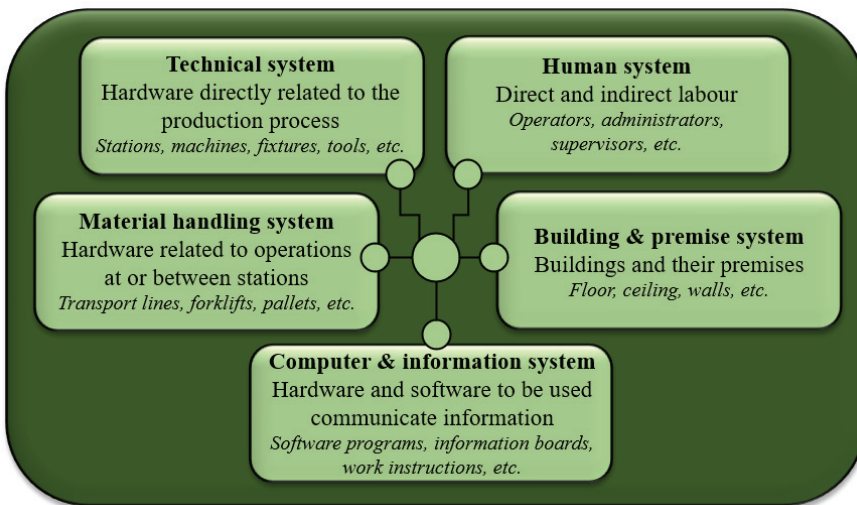 Technical system
Hardware directly related to the
production process
Stations, machines, fixtures, tools, etc.
Human system
Direct and indirect labour
Operators, administrators,
supervisors, etc.
Material handling system
Hardware related to operations
at or between stations
Transport lines, forklifts, pallets, etc.
Building & premise system
Buildings and their premises
Floor, ceiling, walls, etc.
Computer & information system
Hardware and software to be used
communicate information
Software programs, information boards,
work instructions, etc.